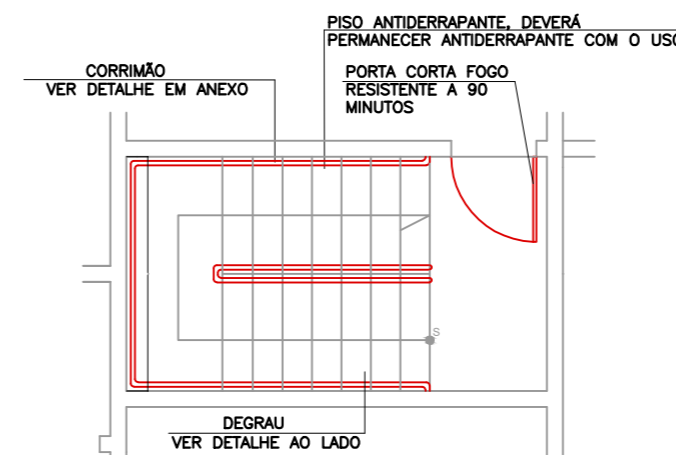 PISO ANTIDERRAPANTE, DEVERÁ
PERMANECER ANTIDERRAPANTE COM O USO
CORRIMÃO
VER DETALHE EM ANEXO
PORTA CORTA FOGO
RESISTENTE A 90
MINUTOS
S
DEGRAU
VER DETALHE AO LADO